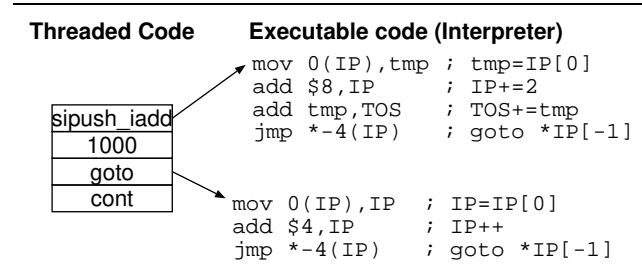 Threaded Code Executable code (Interpreter)
mov 0(IP),tmp ; tmp=IP[0]
add $8,IP ; IP+=2
add tmp,TOS ; TOS+=tmp
jmp *-4(IP) ; goto *IP[-1]
sipush_iadd
1000
goto
cont
mov 0(IP),IP ; IP=IP[0]
add $4,IP ; IP++
jmp *-4(IP) ; goto *IP[-1]